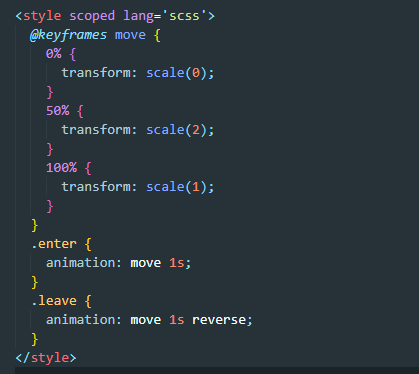 <style scoped lang='scss'>
@keyframes move {
0% {
transform: scale(0);
}
50% {
transform: scale(2);
}
100% {
transform: scale(1);
}
}
.enter {
animation: move 1s;
}
.leave {
animation: move 1s reverse;
}
</style>